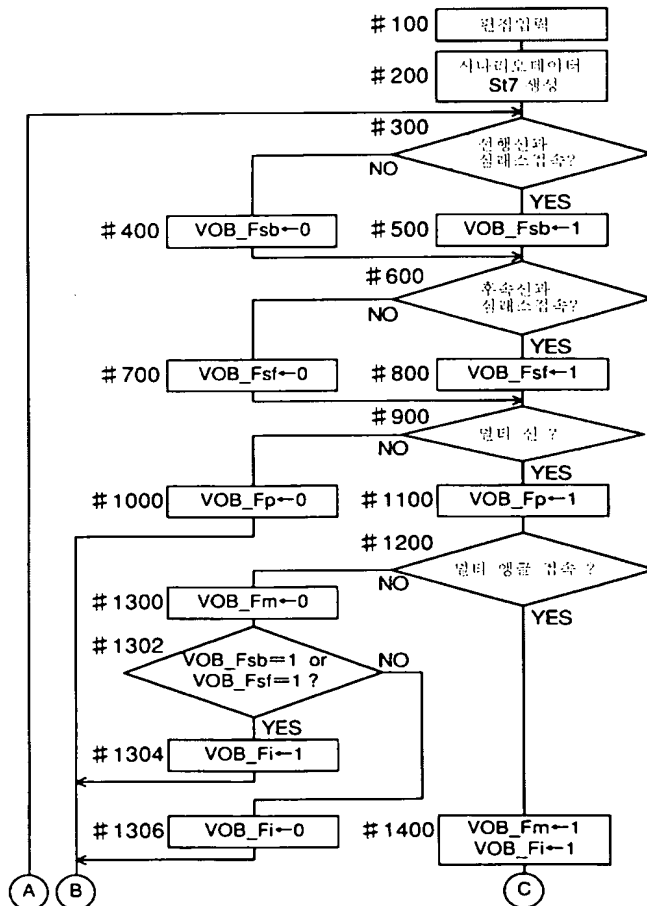 #100
편집입력
#200
시나리오데이터
St7 생성
#300
선행신과
심레스접속?
NO
YES
#400
VOB_Fsb←0
#500
VOB_Fsb←1
#600
후속신과
심레스접속?
NO
YES
#700
VOB_Fsf←0
#800
VOB_Fsf←1
#900
멀티 신 ?
NO
YES
#1000
VOB_Fp←0
#1100
VOB_Fp←1
#1200
멀티 앵글 접속 ?
NO
YES
#1300
VOB_Fm←0
#1302
VOB_Fsb=1 or
VOB_Fsf=1 ?
NO
YES
#1304
VOB_Fi←1
#1306
VOB_Fi←0
#1400
VOB_Fm←1
VOB_Fi←1
A
B
C